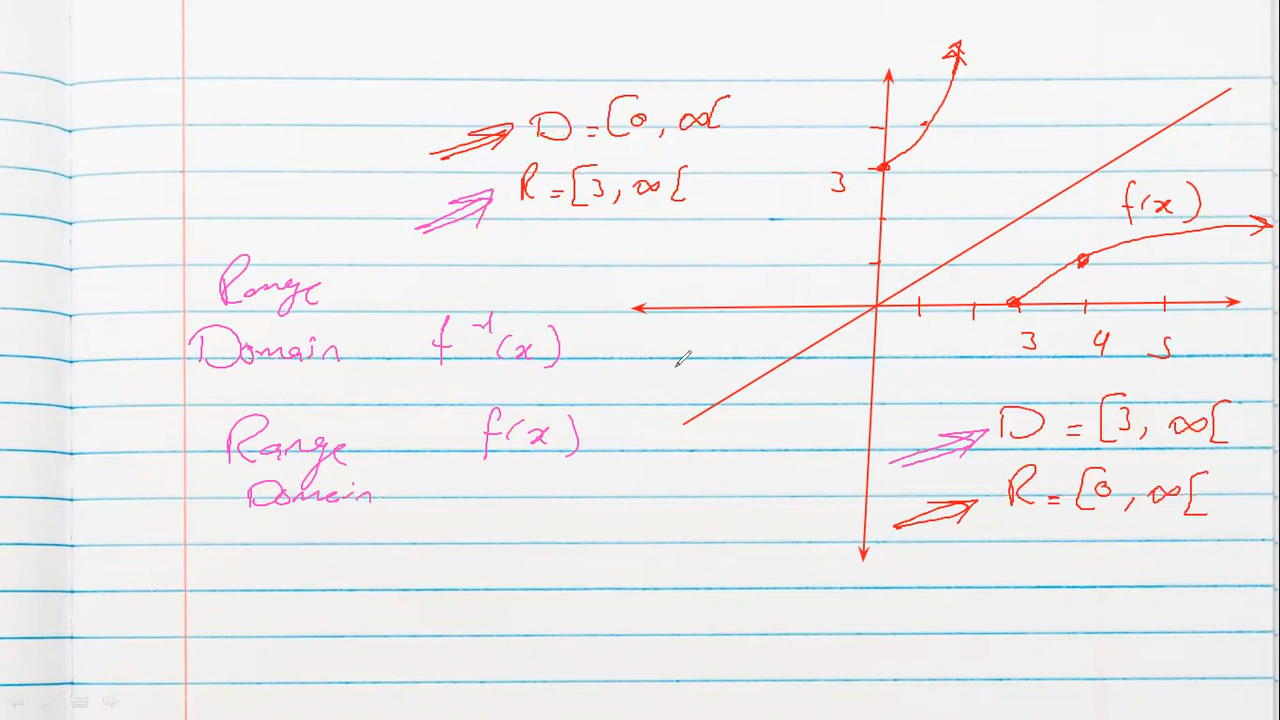 D = [0, ∞[
R = [3, ∞[
3
f(x)
Range
Domain f⁻¹(x)
3 4 5
Range f(x)
Domain
D = [3, ∞[
R = [0, ∞[